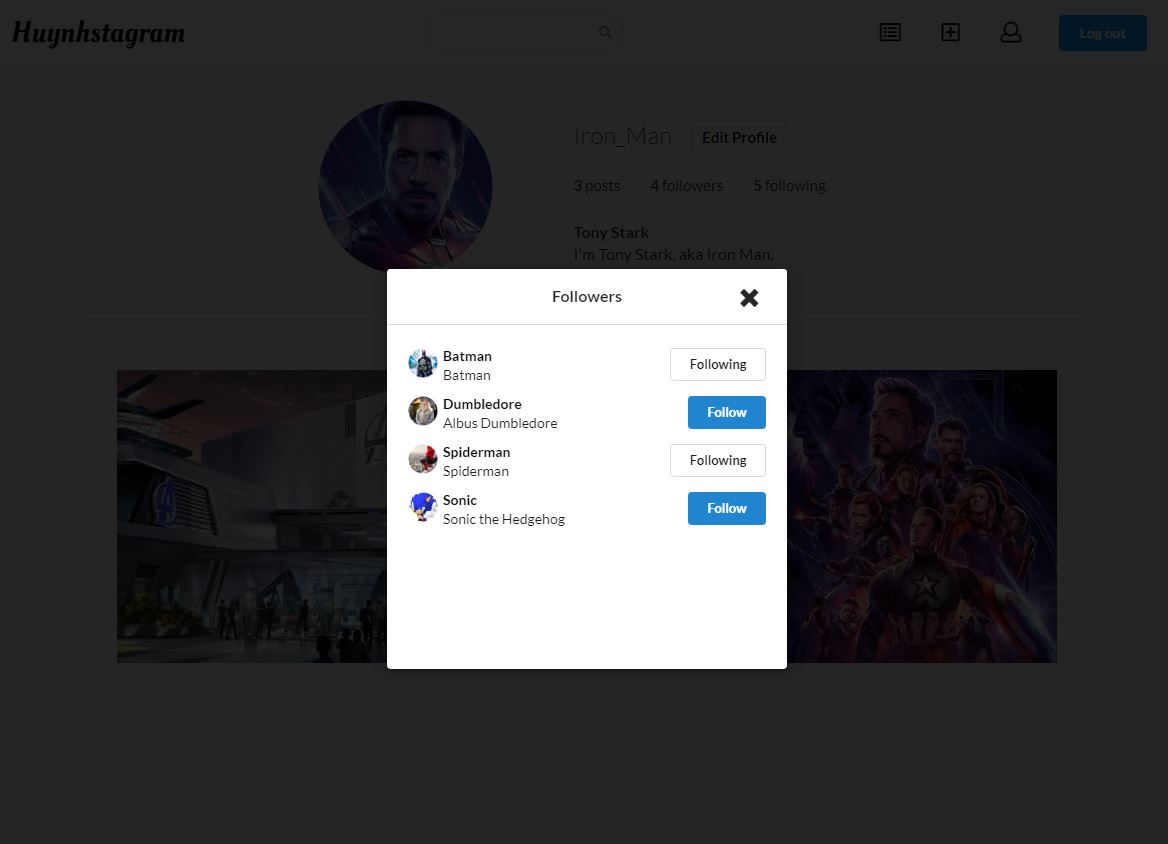 Huynhstagram
Log out
Iron_Man
Edit Profile
3 posts 4 followers 5 following
Tony Stark
I'm Tony Stark, aka Iron Man.
Followers
Batman
Batman
Following
Dumbledore
Albus Dumbledore
Follow
Spiderman
Spiderman
Following
Sonic
Sonic the Hedgehog
Follow